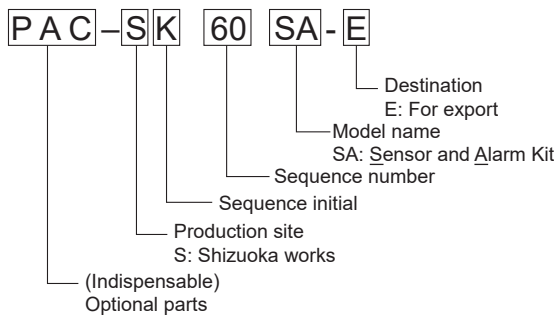 PAC–SK 60 SA-E
Destination
E: For export
Model name
SA: Sensor and Alarm Kit
Sequence number
Sequence initial
Production site
S: Shizuoka works
(Indispensable)
Optional parts